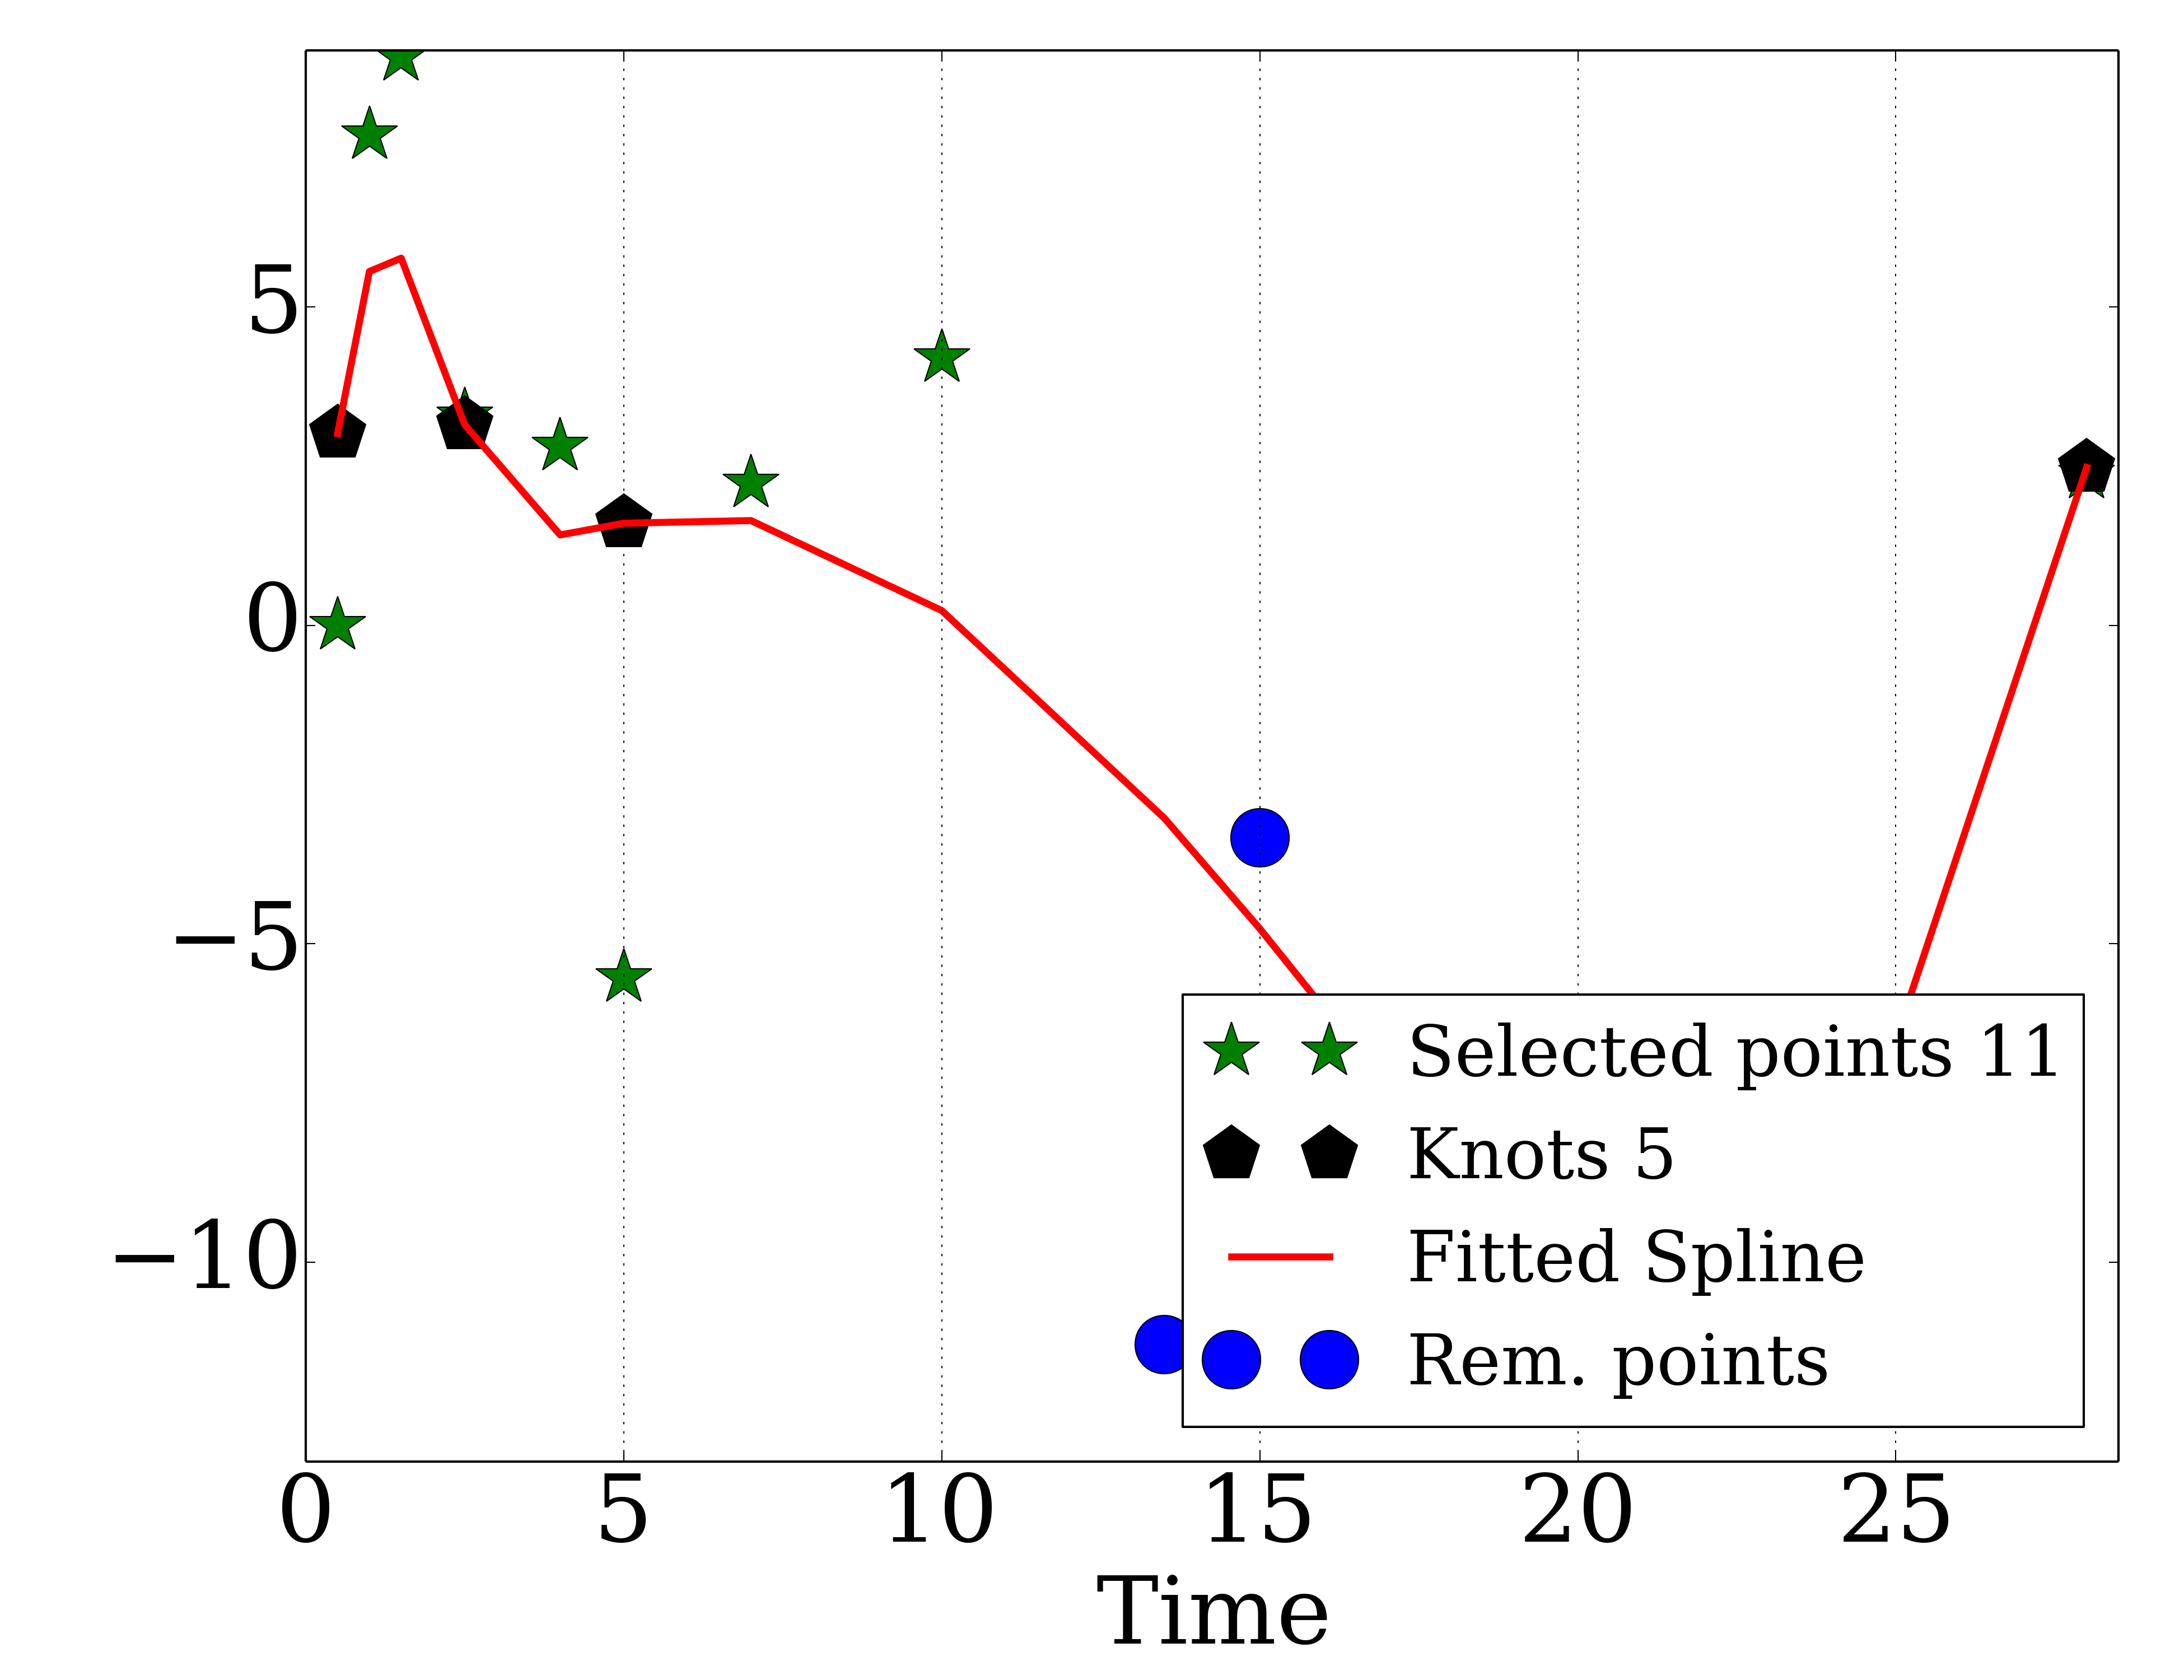 5
0
−5
−10
Selected points 11
Knots 5
Fitted Spline
Rem. points
0 5 10 15 20 25
Time